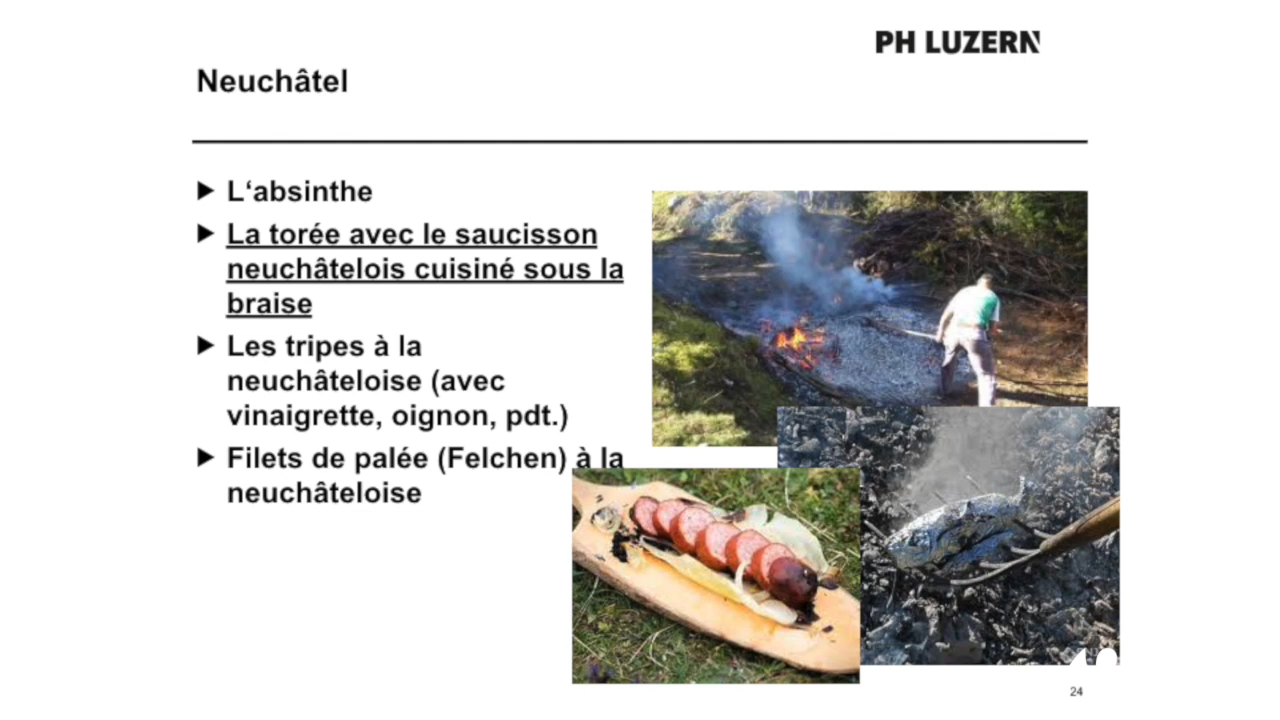 PH LUZERN
Neuchâtel
L‘absinthe
La torée avec le saucisson
neuchâtelois cuisiné sous la
braise
Les tripes à la
neuchâteloise (avec
vinaigrette, oignon, pdt.)
Filets de palée (Felchen) à la
neuchâteloise
24